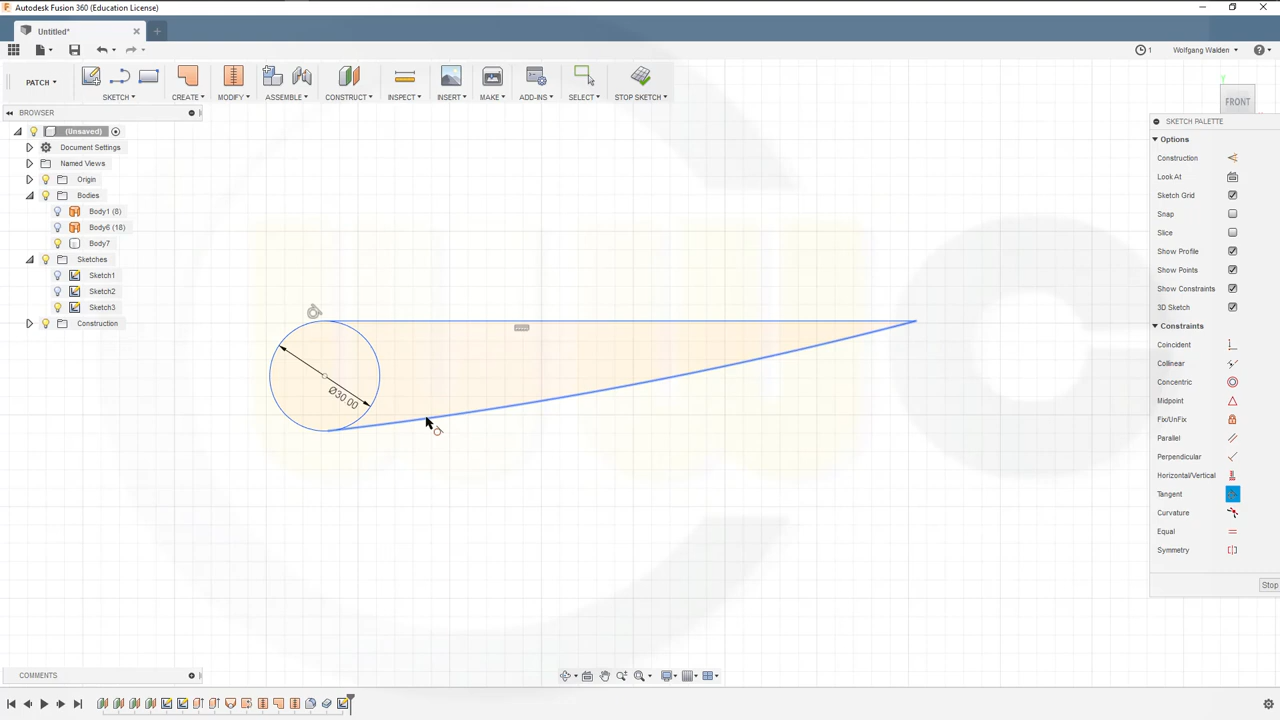 Autodesk Fusion 360 (Education License)
Untitled*
1
Wolfgang Walden
PATCH
SKETCH
CREATE
MODIFY
ASSEMBLE
CONSTRUCT
INSPECT
INSERT
MAKE
ADD-INS
SELECT
STOP SKETCH
BROWSER
(Unsaved)
Document Settings
Named Views
Origin
Bodies
Body1 (8)
Body6 (18)
Body7
Sketches
Sketch1
Sketch2
Sketch3
Construction
Y
FRONT
SKETCH PALETTE
Options
Construction
Look At
Sketch Grid
Snap
Slice
Show Profile
Show Points
Show Constraints
3D Sketch
Constraints
Coincident
Collinear
Concentric
Midpoint
Fix/UnFix
Parallel
Perpendicular
Horizontal/Vertical
Tangent
Curvature
Equal
Symmetry
Stop
Ø30.00
COMMENTS